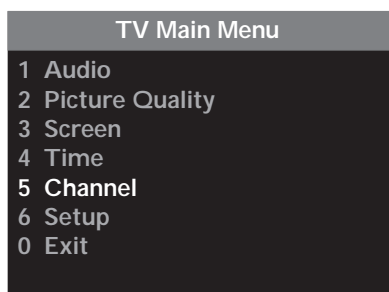 TV Main Menu
1 Audio
2 Picture Quality
3 Screen
4 Time
5 Channel
6 Setup
0 Exit